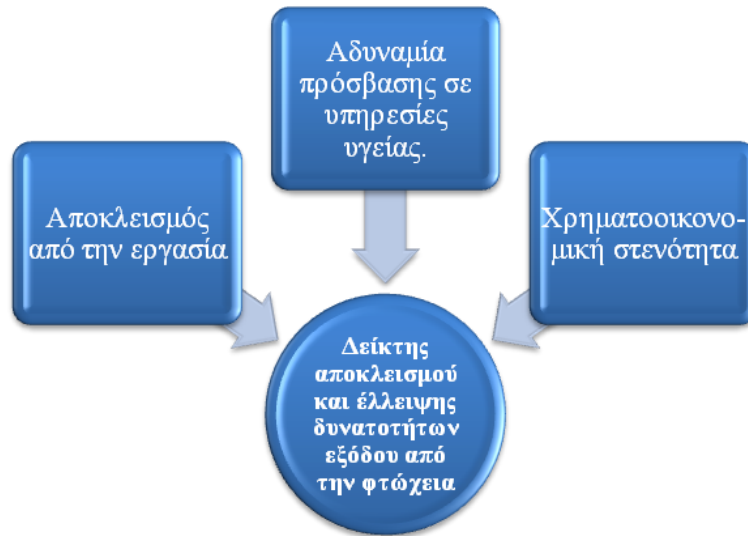 Αδυναμία
πρόσβασης σε
υπηρεσίες
υγείας.
Αποκλεισμός
από την εργασία
Χρηματοοικονο-
μική στενότητα
Δείκτης
αποκλεισμού
και έλλειψης
δυνατοτήτων
εξόδου από
την φτώχεια